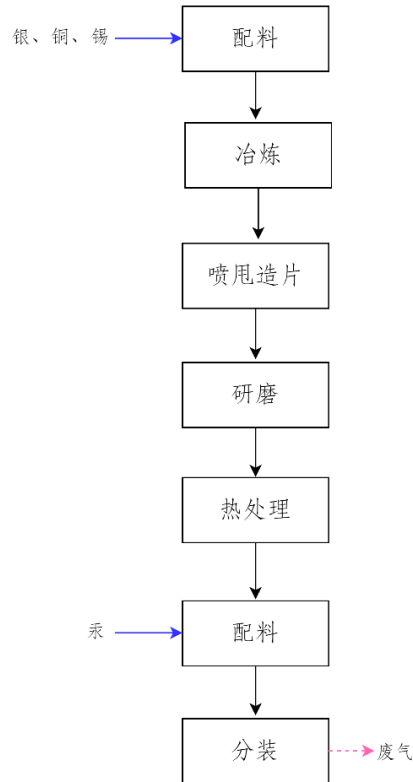 银、铜、锡
配料
冶炼
喷甩造片
研磨
热处理
汞
配料
分装
废气